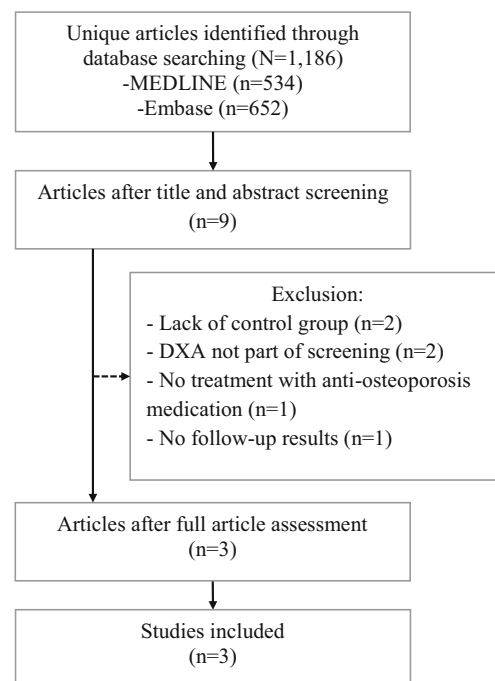 Unique articles identified through
database searching (N=1,186)
-MEDLINE (n=534)
-Embase (n=652)
Articles after title and abstract screening
(n=9)
Exclusion:
- Lack of control group (n=2)
- DXA not part of screening (n=2)
- No treatment with anti-osteoporosis
medication (n=1)
- No follow-up results (n=1)
Articles after full article assessment
(n=3)
Studies included
(n=3)